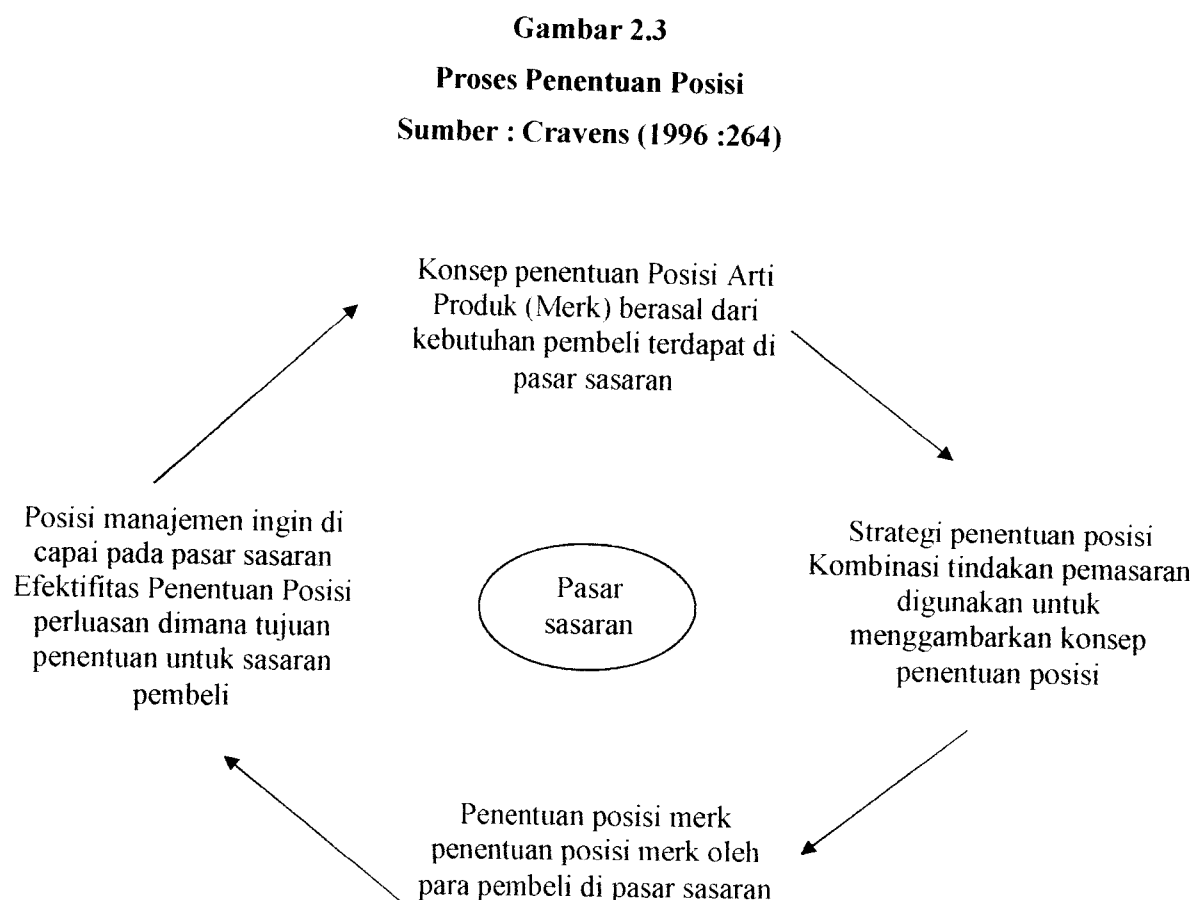 Gambar 2.3
Proses Penentuan Posisi
Sumber : Cravens (1996 :264)
Konsep penentuan Posisi Arti
Produk (Merk) berasal dari
kebutuhan pembeli terdapat di
pasar sasaran
Posisi manajemen ingin di
capai pada pasar sasaran
Efektifitas Penentuan Posisi
perluasan dimana tujuan
penentuan untuk sasaran
pembeli
Pasar
sasaran
Strategi penentuan posisi
Kombinasi tindakan pemasaran
digunakan untuk
menggambarkan konsep
penentuan posisi
Penentuan posisi merk
penentuan posisi merk oleh
para pembeli di pasar sasaran